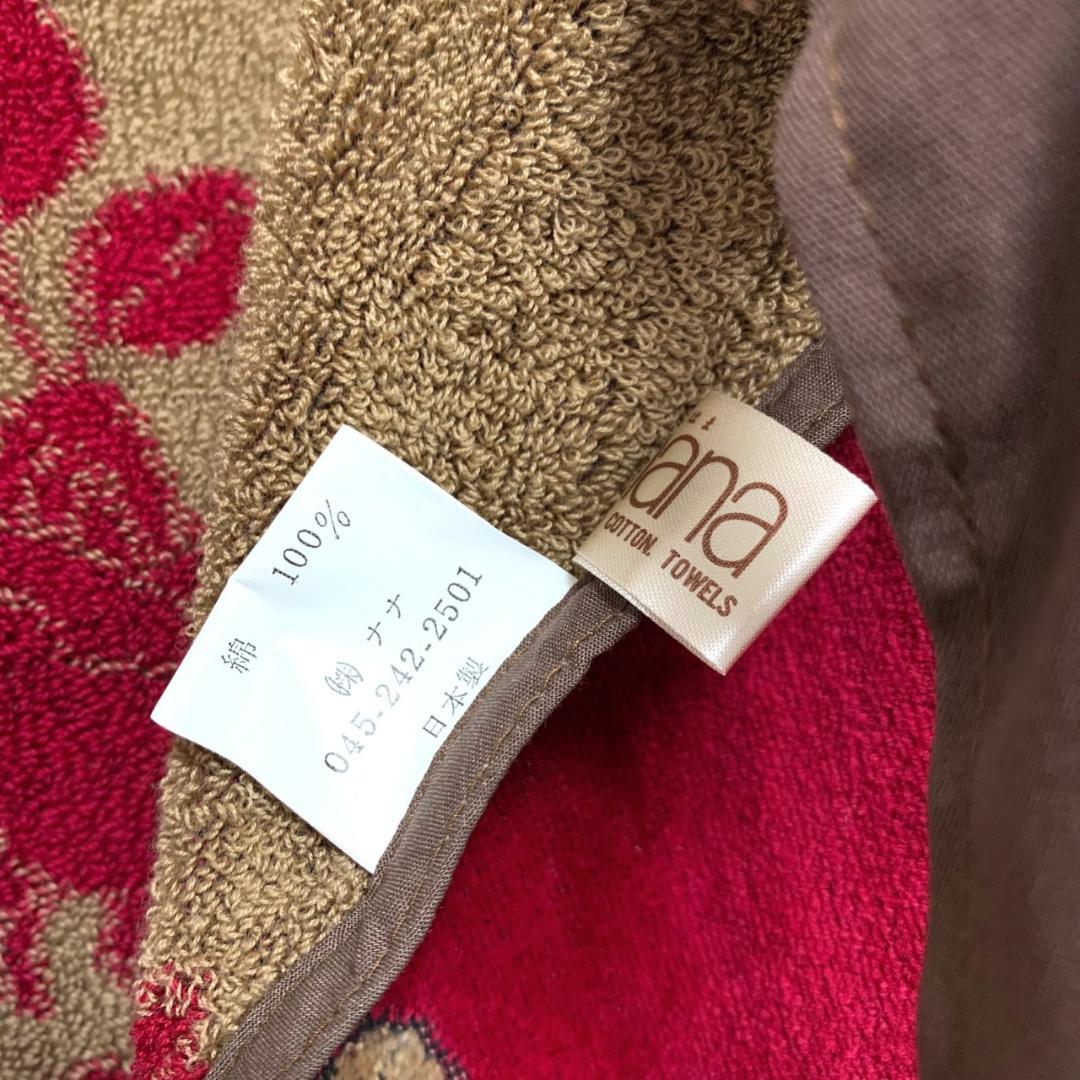 綿 100%
㈱ ナナ
045-242-2501
日本製
ana
COTTON. TOWELS